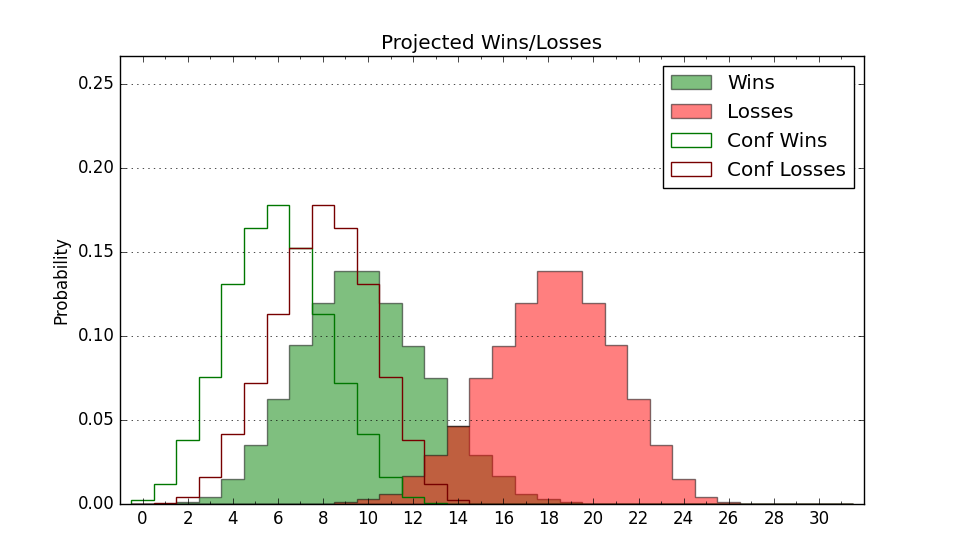 Projected Wins/Losses
0.25
0.20
0.15
0.10
0.05
0.00
Probability
Wins
Losses
Conf Wins
Conf Losses
0 2 4 6 8 10 12 14 16 18 20 22 24 26 28 30